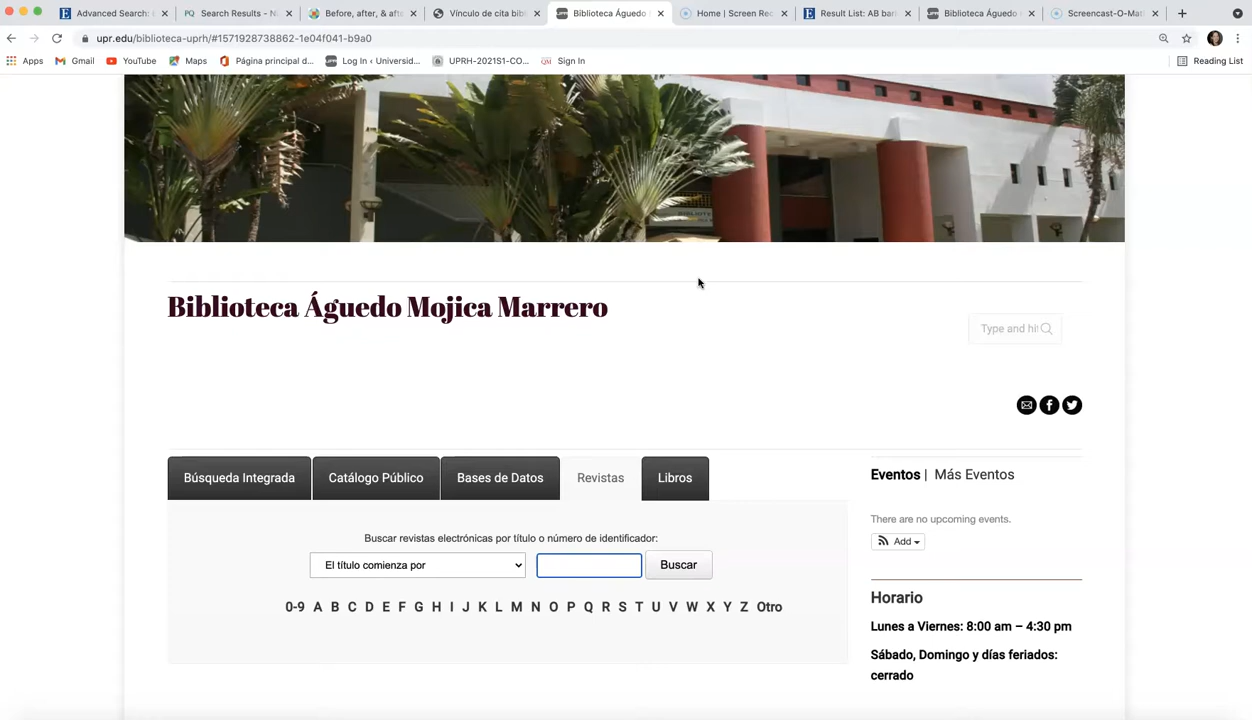 Advanced Search: 
Search Results - N
Before, after, & afte
Vínculo de cita bibl
Biblioteca Águedo
Home | Screen Rec
Result List: AB ban
Biblioteca Águedo
Screencast-O-Mat
upr.edu/biblioteca-uprh/#1571928738862-1e04f041-b9a0
Apps
Gmail
YouTube
Maps
Página principal d...
Log In ‹ Universid...
UPRH-2021S1-CO...
Sign In
Reading List
Biblioteca Águedo Mojica Marrero
Type and hit
Búsqueda Integrada
Catálogo Público
Bases de Datos
Revistas
Libros
Eventos | Más Eventos
There are no upcoming events.
Add
Buscar revistas electrónicas por título o número de identificador:
El título comienza por
Buscar
0-9 A B C D E F G H I J K L M N O P Q R S T U V W X Y Z Otro
Horario
Lunes a Viernes: 8:00 am – 4:30 pm
Sábado, Domingo y días feriados:
cerrado